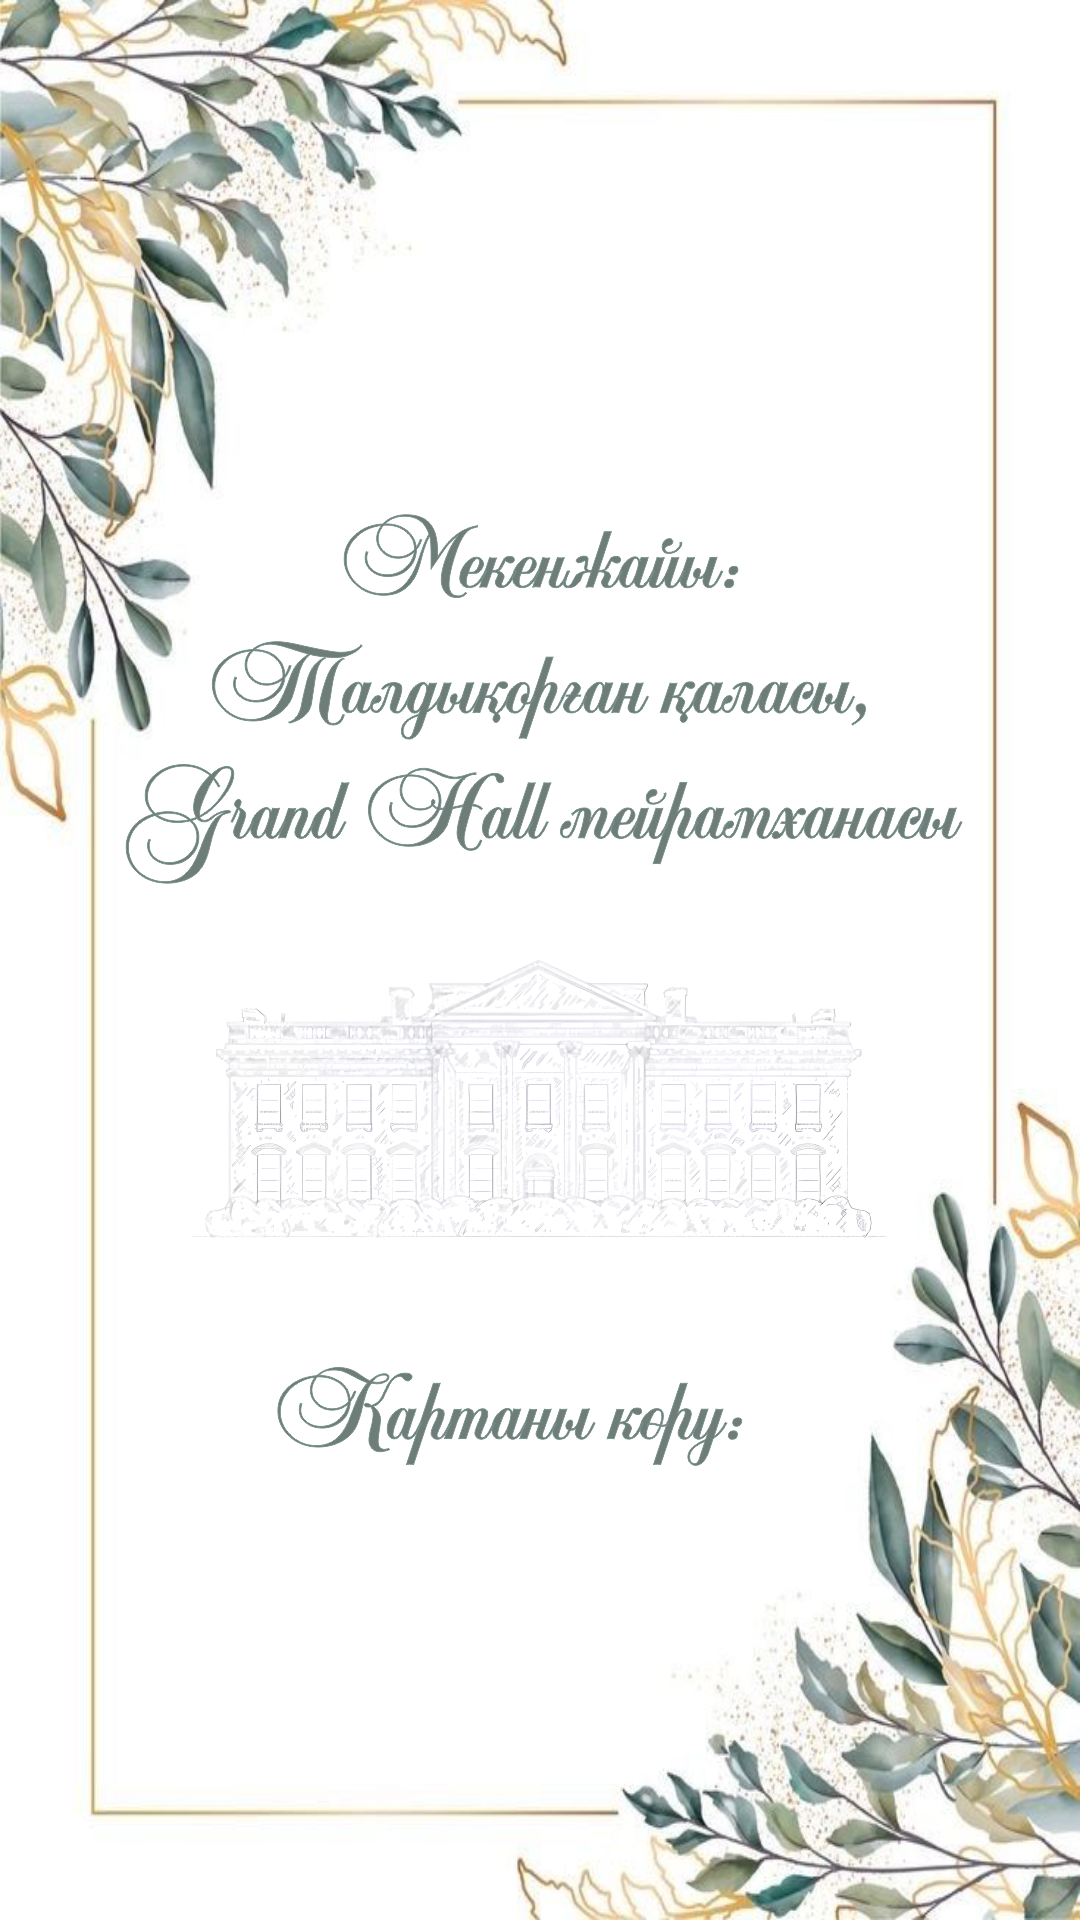 Мекенжайы:
Талдықорған қаласы,
Grand Hall мейрамханасы
Картаны көру: